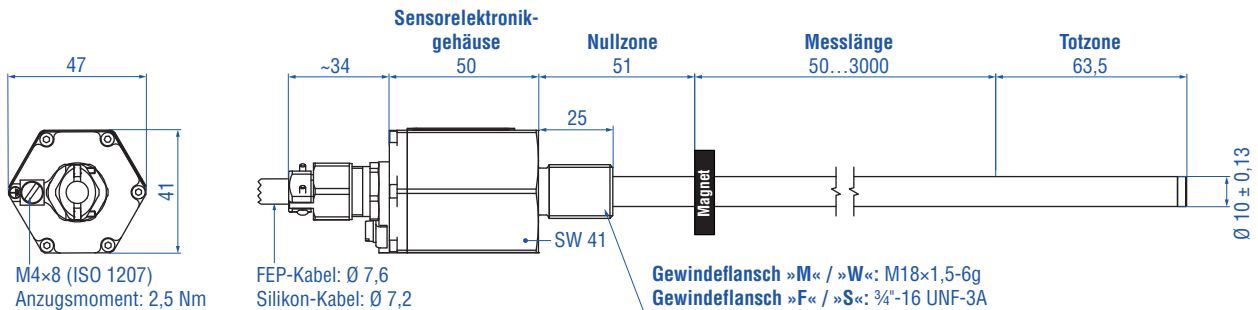 Sensorelektronik-
gehäuse
Nullzone
Messlänge
Totzone
47
~34
50
51
50…3000
63,5
25
41
Magnet
Ø 10 ± 0,13
SW 41
M4×8 (ISO 1207)
Anzugsmoment: 2,5 Nm
FEP-Kabel: Ø 7,6
Silikon-Kabel: Ø 7,2
Gewindeflansch »M« / »W«: M18×1,5-6g
Gewindeflansch »F« / »S«: ¾"-16 UNF-3A